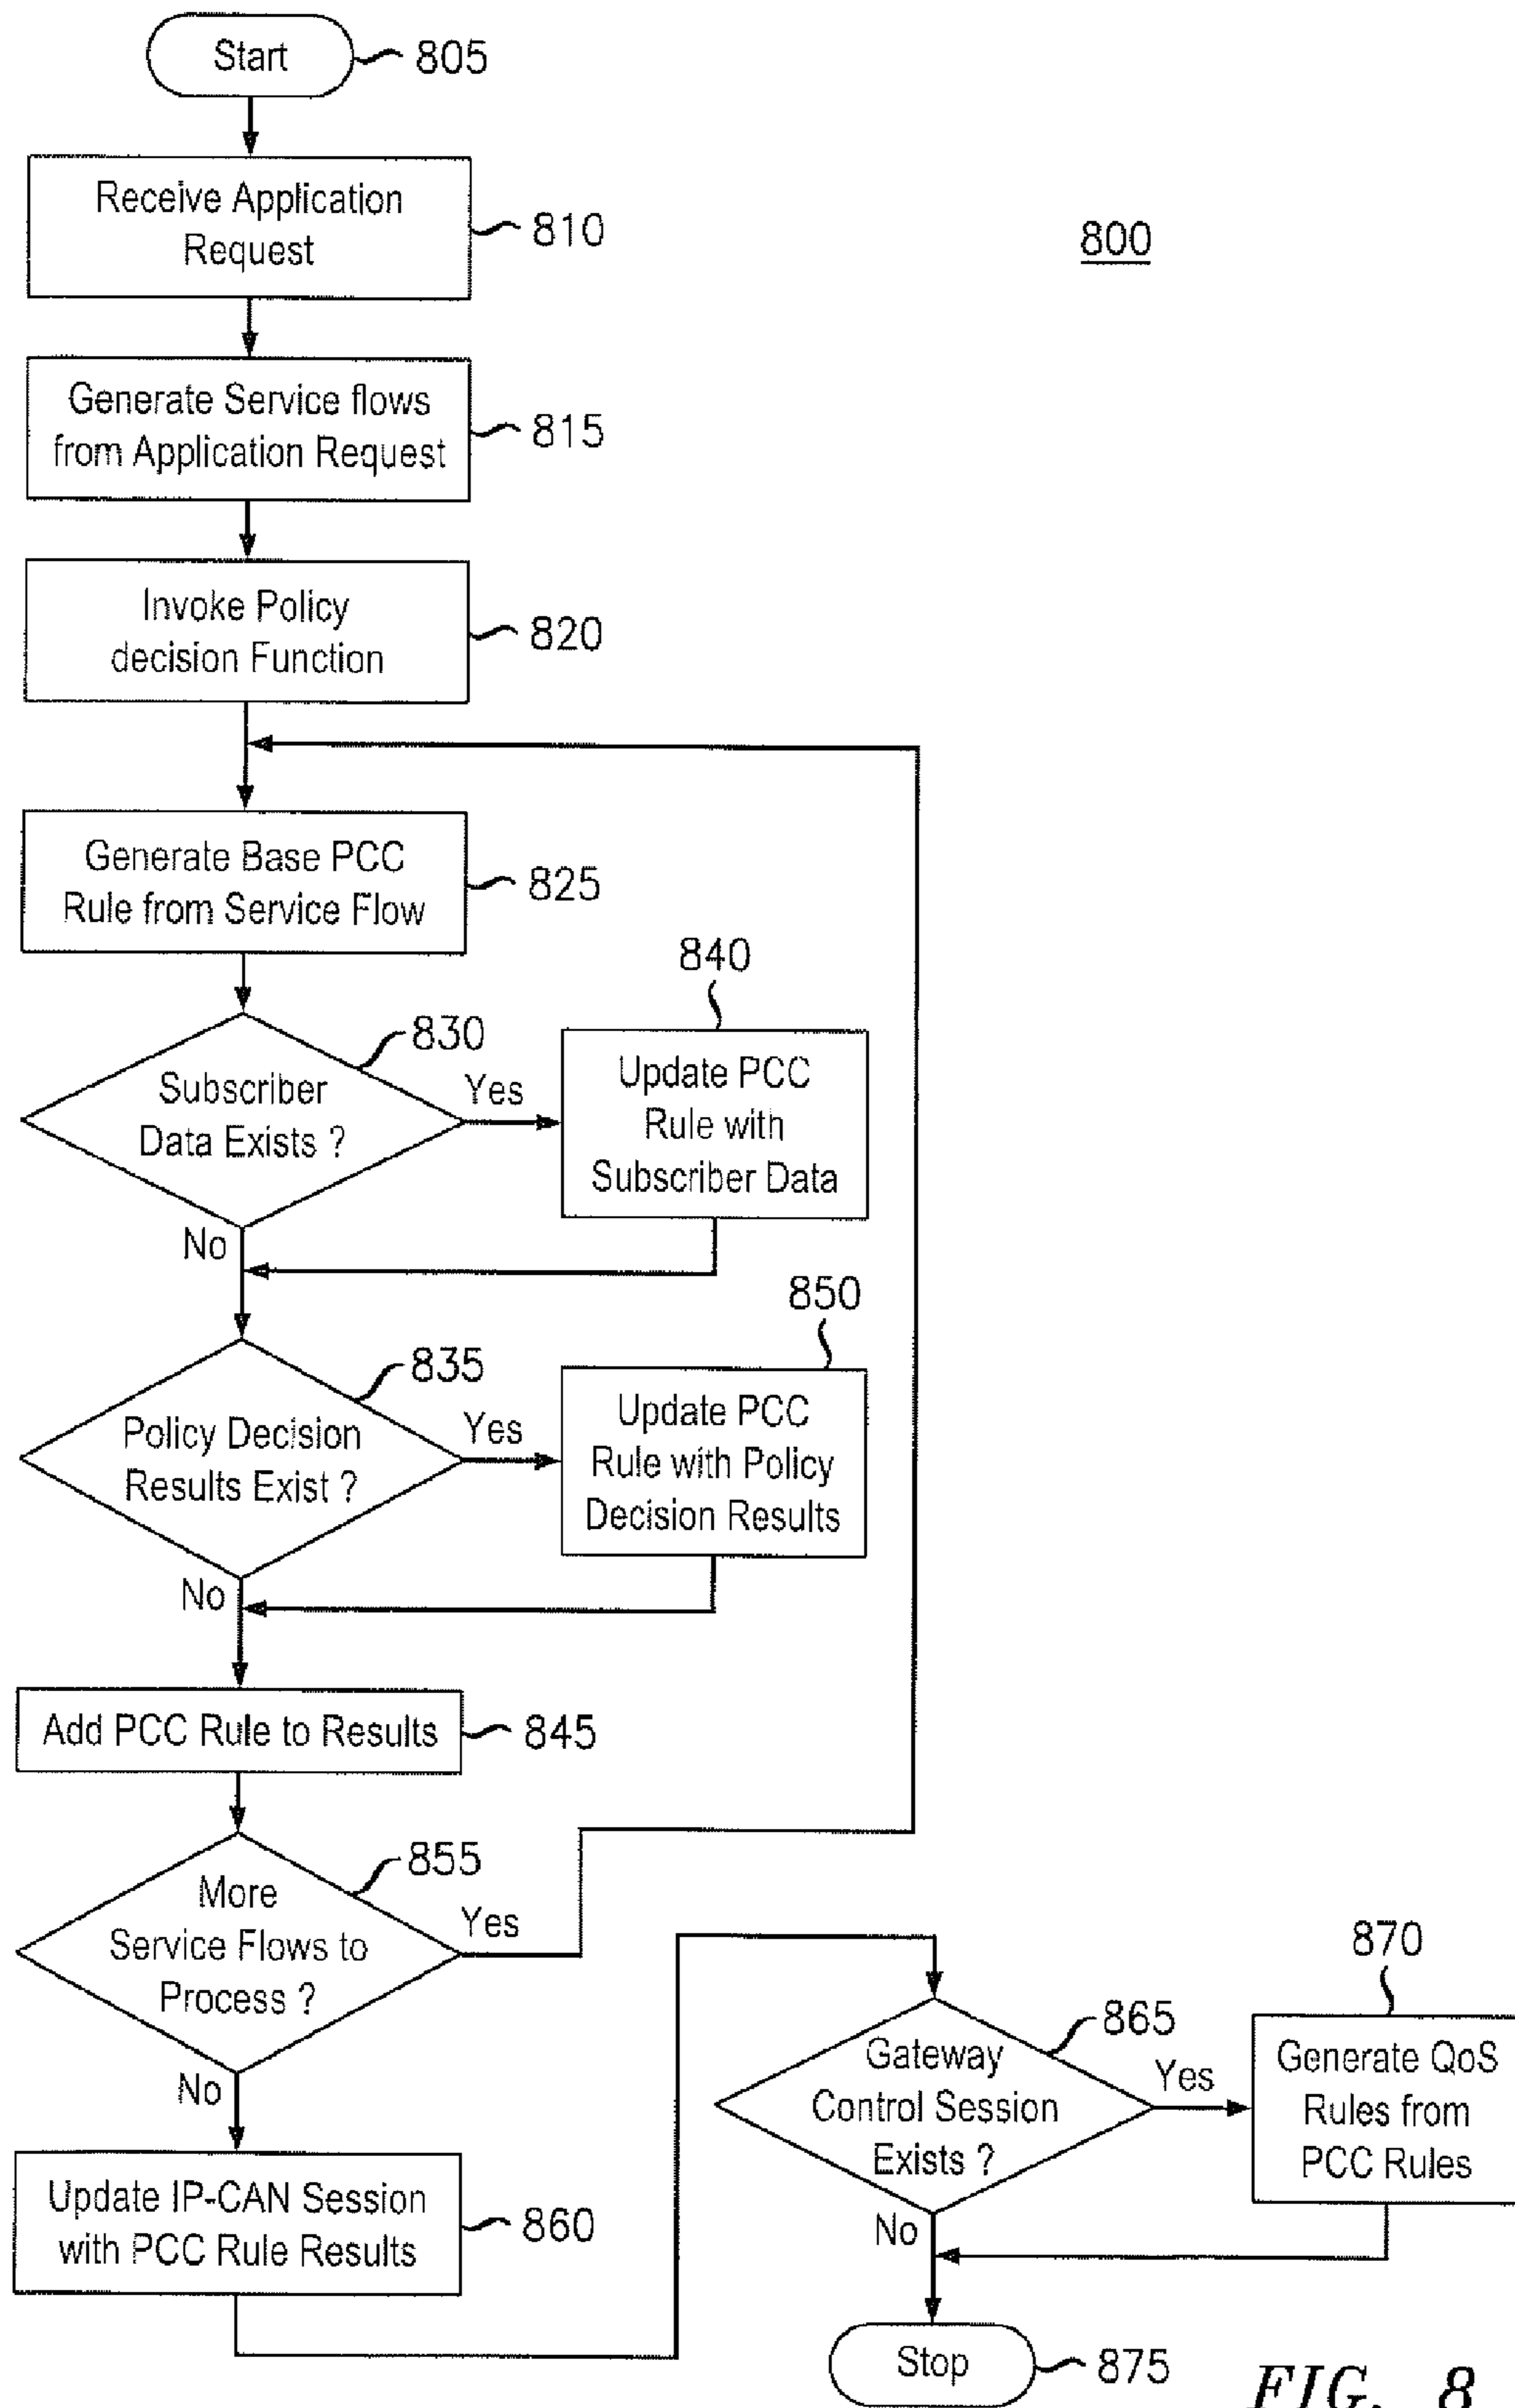 Start
805
Receive Application
Request
810
800
Generate Service flows
from Application Request
815
Invoke Policy
decision Function
820
Generate Base PCC
Rule from Service Flow
825
830
Subscriber
Data Exists ?
Yes
No
840
Update PCC
Rule with
Subscriber Data
835
Policy Decision
Results Exist ?
Yes
No
850
Update PCC
Rule with Policy
Decision Results
Add PCC Rule to Results
845
855
More
Service Flows to
Process ?
Yes
No
Update IP-CAN Session
with PCC Rule Results
860
865
Gateway
Control Session
Exists ?
Yes
No
870
Generate QoS
Rules from
PCC Rules
Stop
875
FIG. 8